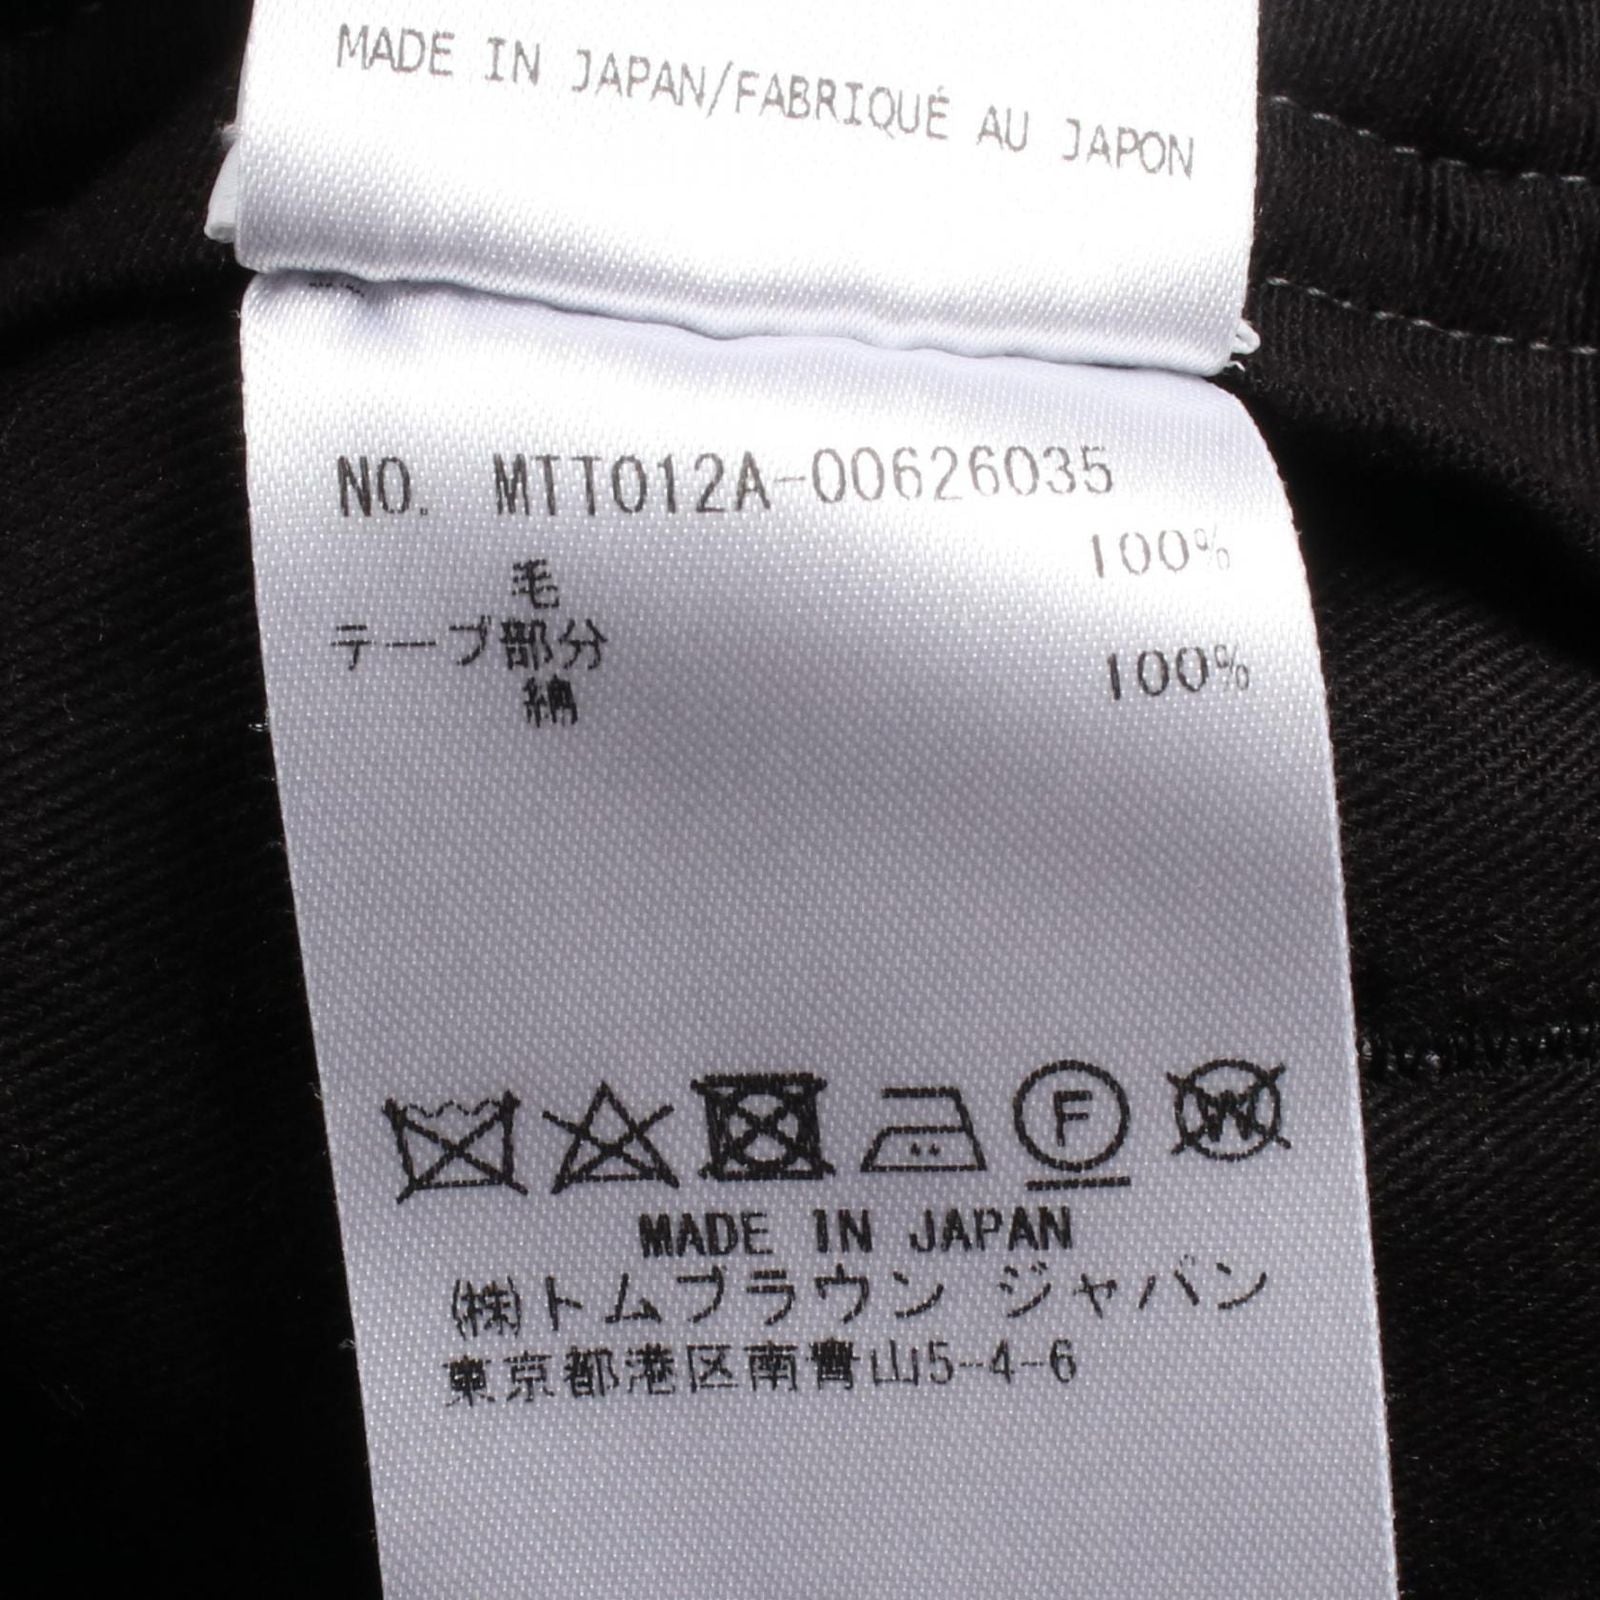 MADE IN JAPAN/FABRIQUÉ AU JAPON
NO. MTT012A-00626035
毛 100%
テープ部分
綿 100%
F W
MADE IN JAPAN
(株)トムブラウン ジャパン
東京都港区南青山5-4-6